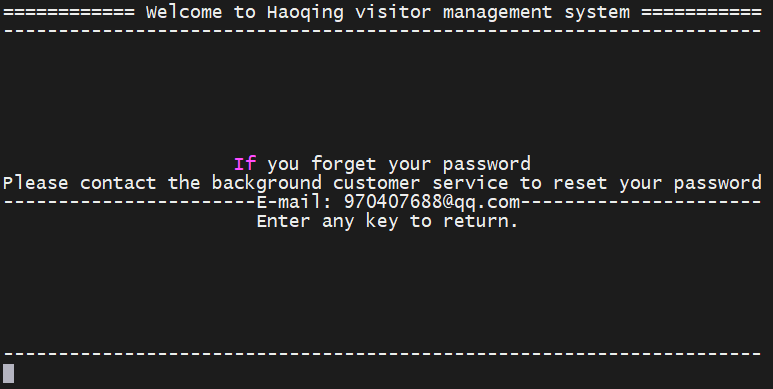 ============ Welcome to Haoqing visitor management system ===========
---------------------------------------------------------------------
If you forget your password
Please contact the background customer service to reset your password
-----------------------E-mail: 970407688@qq.com----------------------
Enter any key to return.
---------------------------------------------------------------------